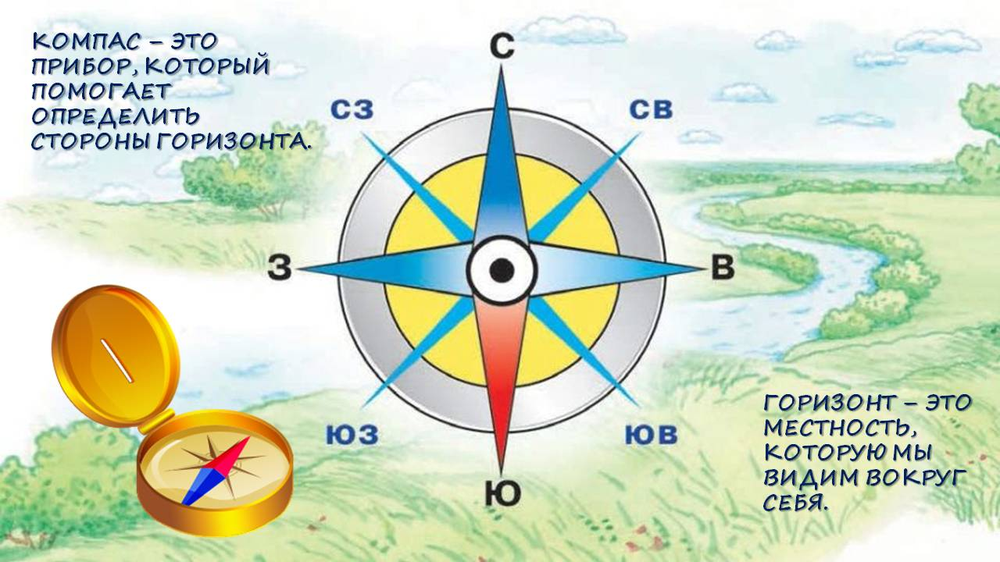 КОМПАС – ЭТО
ПРИБОР, КОТОРЫЙ
ПОМОГАЕТ
ОПРЕДЕЛИТЬ
СТОРОНЫ ГОРИЗОНТА.
С
СЗ
СВ
З
В
ЮЗ
ЮВ
Ю
ГОРИЗОНТ – ЭТО
МЕСТНОСТЬ,
КОТОРУЮ МЫ
ВИДИМ ВОКРУГ
СЕБЯ.